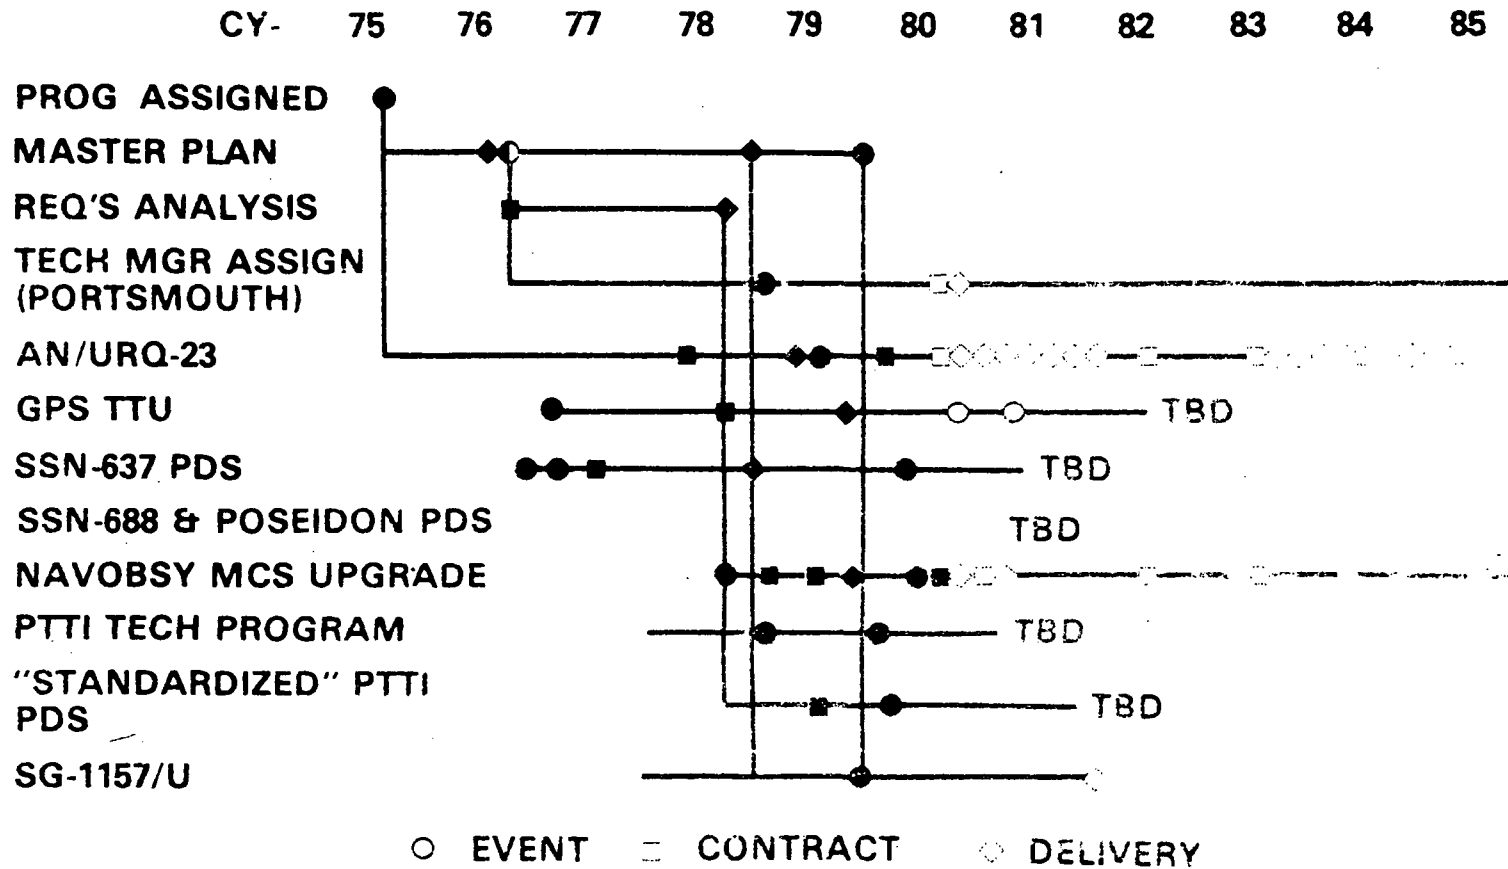 CY- 75 76 77 78 79 80 81 82 83 84 85
PROG ASSIGNED
MASTER PLAN
REQ'S ANALYSIS
TECH MGR ASSIGN
(PORTSMOUTH)
AN/URQ-23
GPS TTU TBD
SSN-637 PDS TBD
SSN-688 & POSEIDON PDS TBD
NAVOBSY MCS UPGRADE
PTTI TECH PROGRAM TBD
"STANDARDIZED" PTTI
PDS TBD
SG-1157/U
EVENT CONTRACT DELIVERY